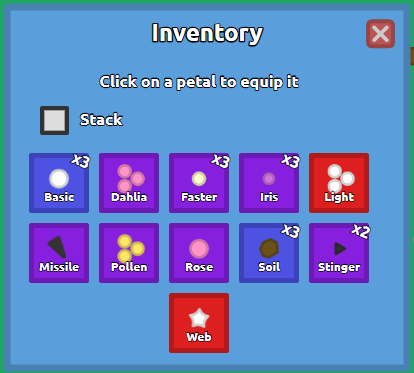 Inventory
Click on a petal to equip it
Stack
x3 x3 x3
Basic Dahlia Faster Iris Light
x3 x2
Missile Pollen Rose Soil Stinger
Web